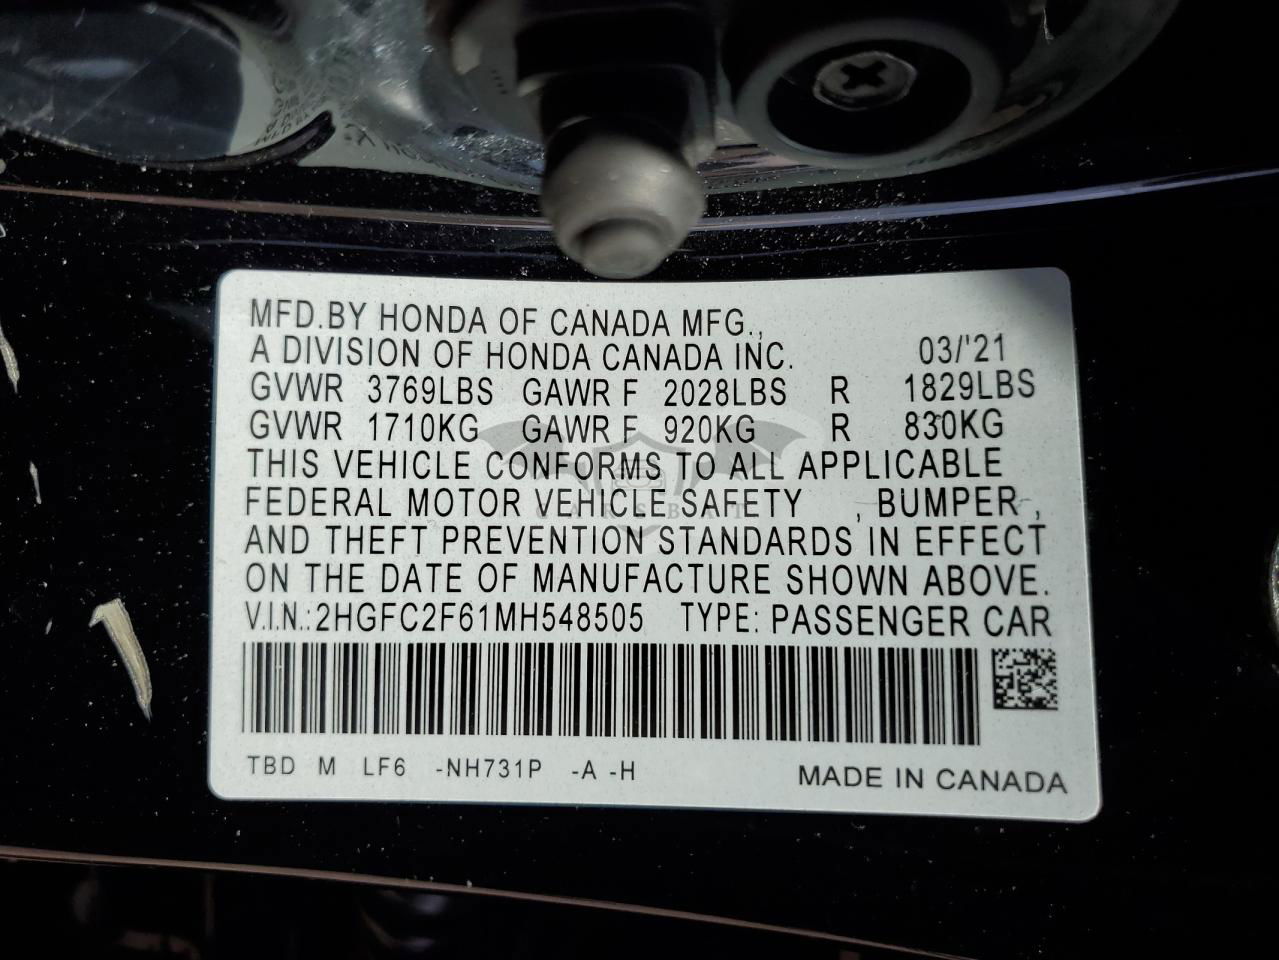 MFD.BY HONDA OF CANADA MFG.,
A DIVISION OF HONDA CANADA INC. 03/'21
GVWR 3769LBS GAWR F 2028LBS R 1829LBS
GVWR 1710KG GAWR F 920KG R 830KG
THIS VEHICLE CONFORMS TO ALL APPLICABLE
FEDERAL MOTOR VEHICLE SAFETY , BUMPER ,
CARSBAT
AND THEFT PREVENTION STANDARDS IN EFFECT
ON THE DATE OF MANUFACTURE SHOWN ABOVE.
V.I.N.:2HGFC2F61MH548505 TYPE: PASSENGER CAR
TBD M LF6 -NH731P -A -H MADE IN CANADA